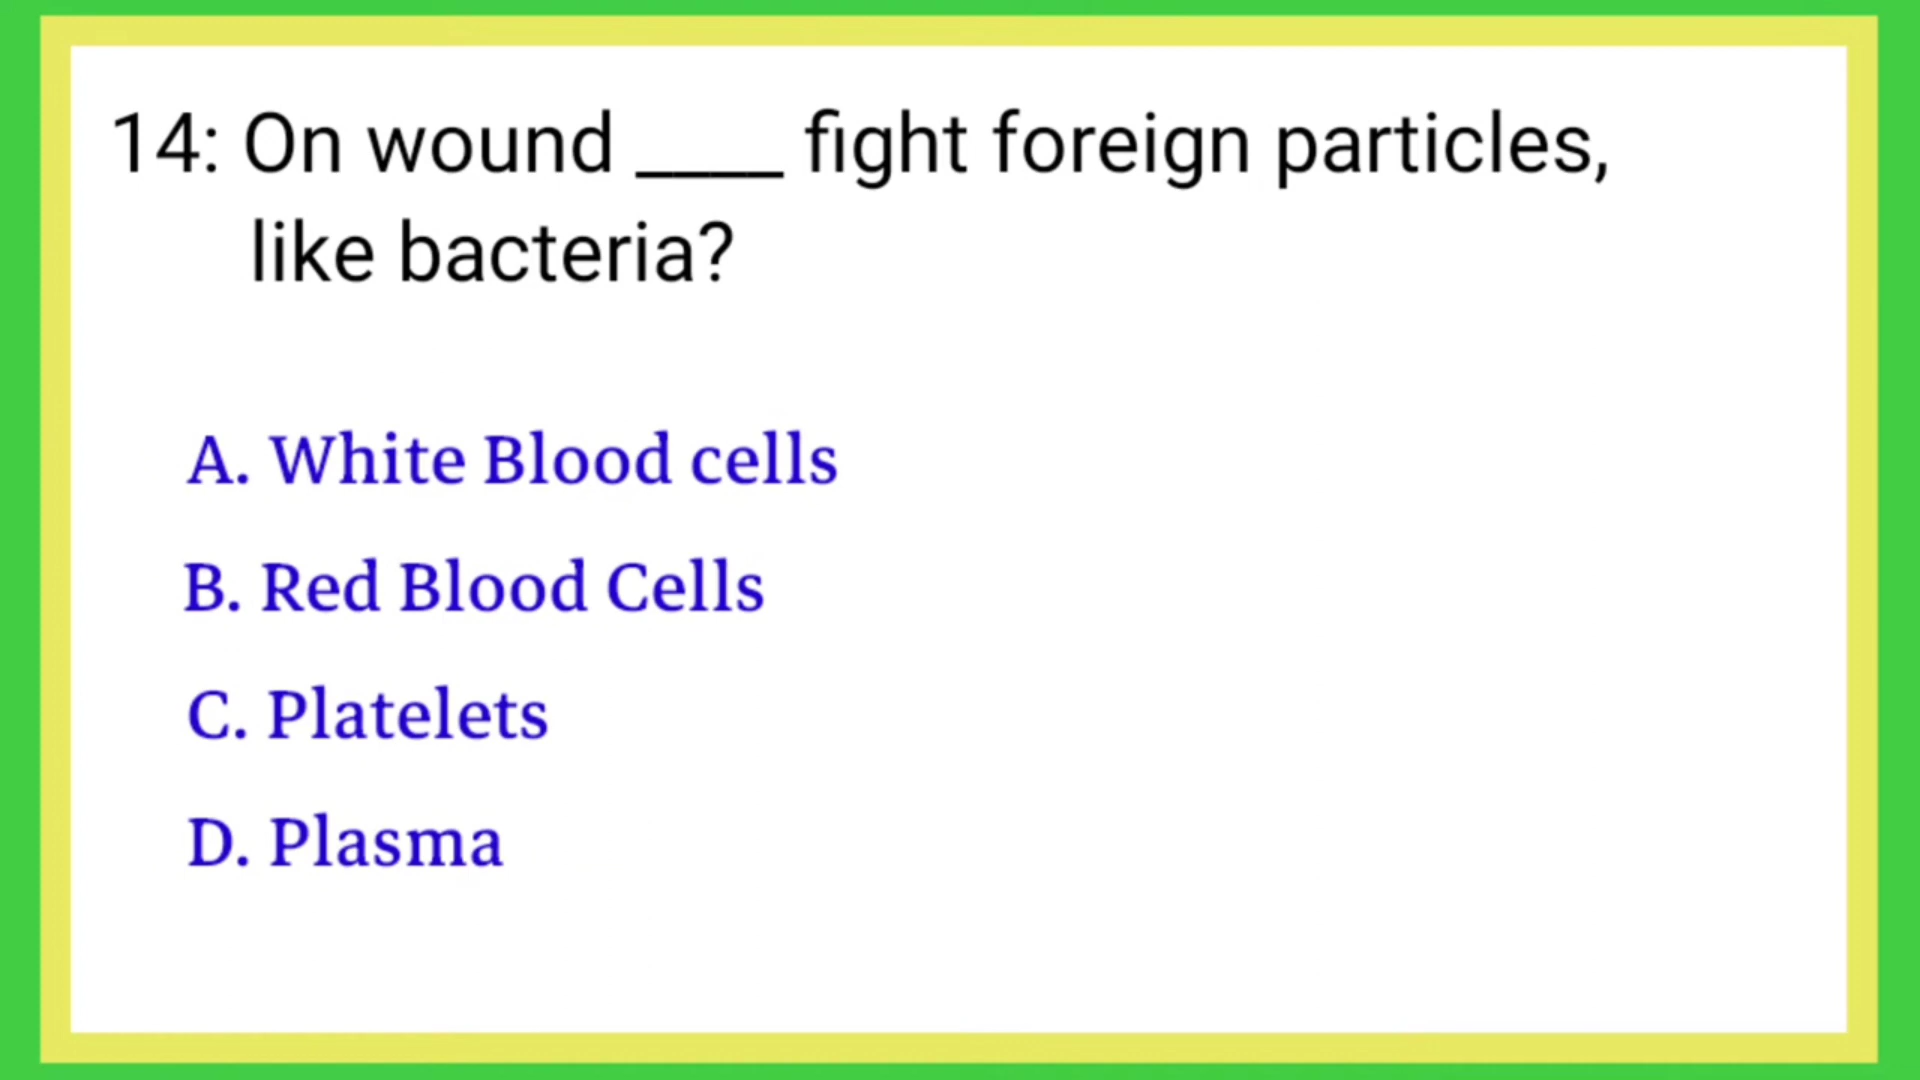 14: On wound ____ fight foreign particles,
like bacteria?
A. White Blood cells
B. Red Blood Cells
C. Platelets
D. Plasma